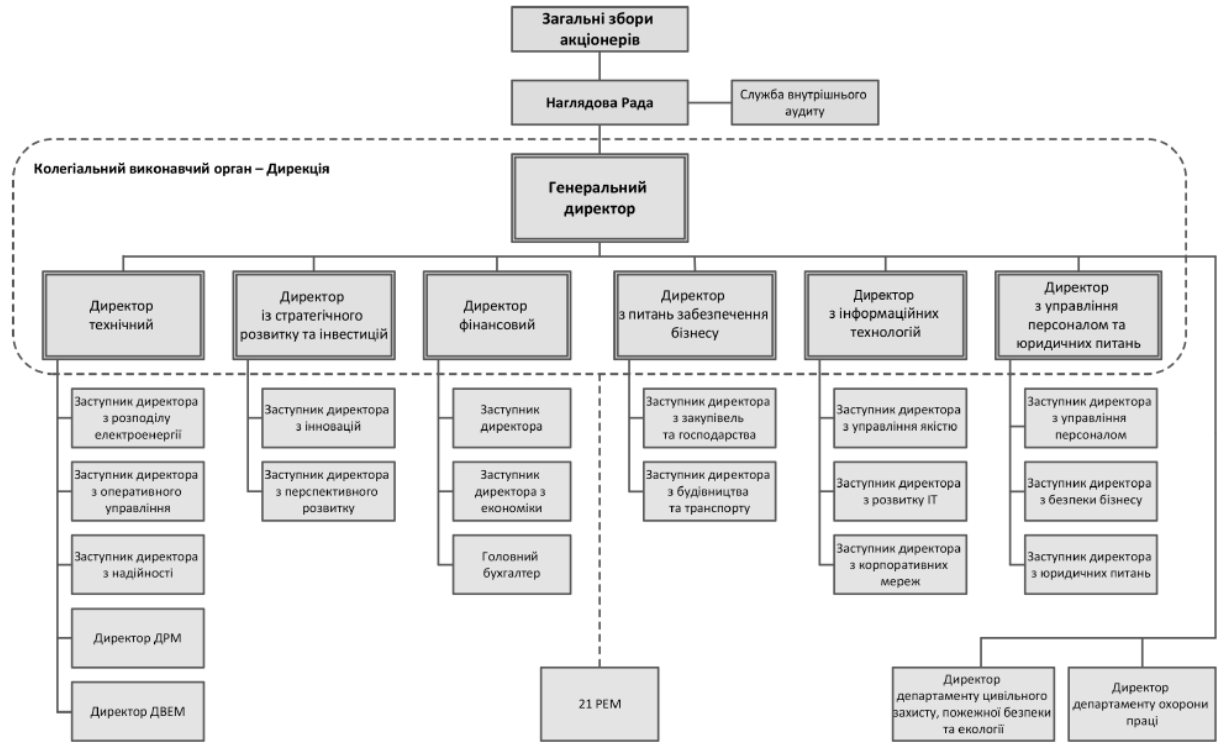 Загальні збори
акціонерів
Наглядова Рада
Служба внутрішнього
аудиту
Колегіальний виконавчий орган – Дирекція
Генеральний
директор
Директор
технічний
Директор
із стратегічного
розвитку та інвестицій
Директор
фінансовий
Директор
з питань забезпечення
бізнесу
Директор
з інформаційних
технологій
Директор
з управління
персоналом та
юридичних питань
Заступник директора
з розподілу
електроенергії
Заступник директора
з інновацій
Заступник
директора
Заступник директора
з закупівель
та господарства
Заступник директора
з управління якістю
Заступник директора
з управління
персоналом
Заступник директора
з оперативного
управління
Заступник директора
з перспективного
розвитку
Заступник
директора з
економіки
Заступник директора
з будівництва
та транспорту
Заступник директора
з розвитку ІТ
Заступник директора
з безпеки бізнесу
Заступник директора
з надійності
Головний
бухгалтер
Заступник директора
з корпоративних
мереж
Заступник директора
з юридичних питань
Директор ДРМ
Директор ДВЕМ
21 РЕМ
Директор
департаменту цивільного
захисту, пожежної безпеки
та екології
Директор
департаменту охорони
праці